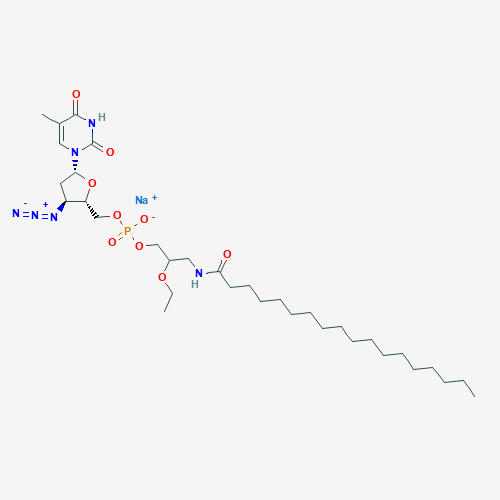 O
N H
N O
O
Na +
N - N + N O O -
P
O O
O
O N
H